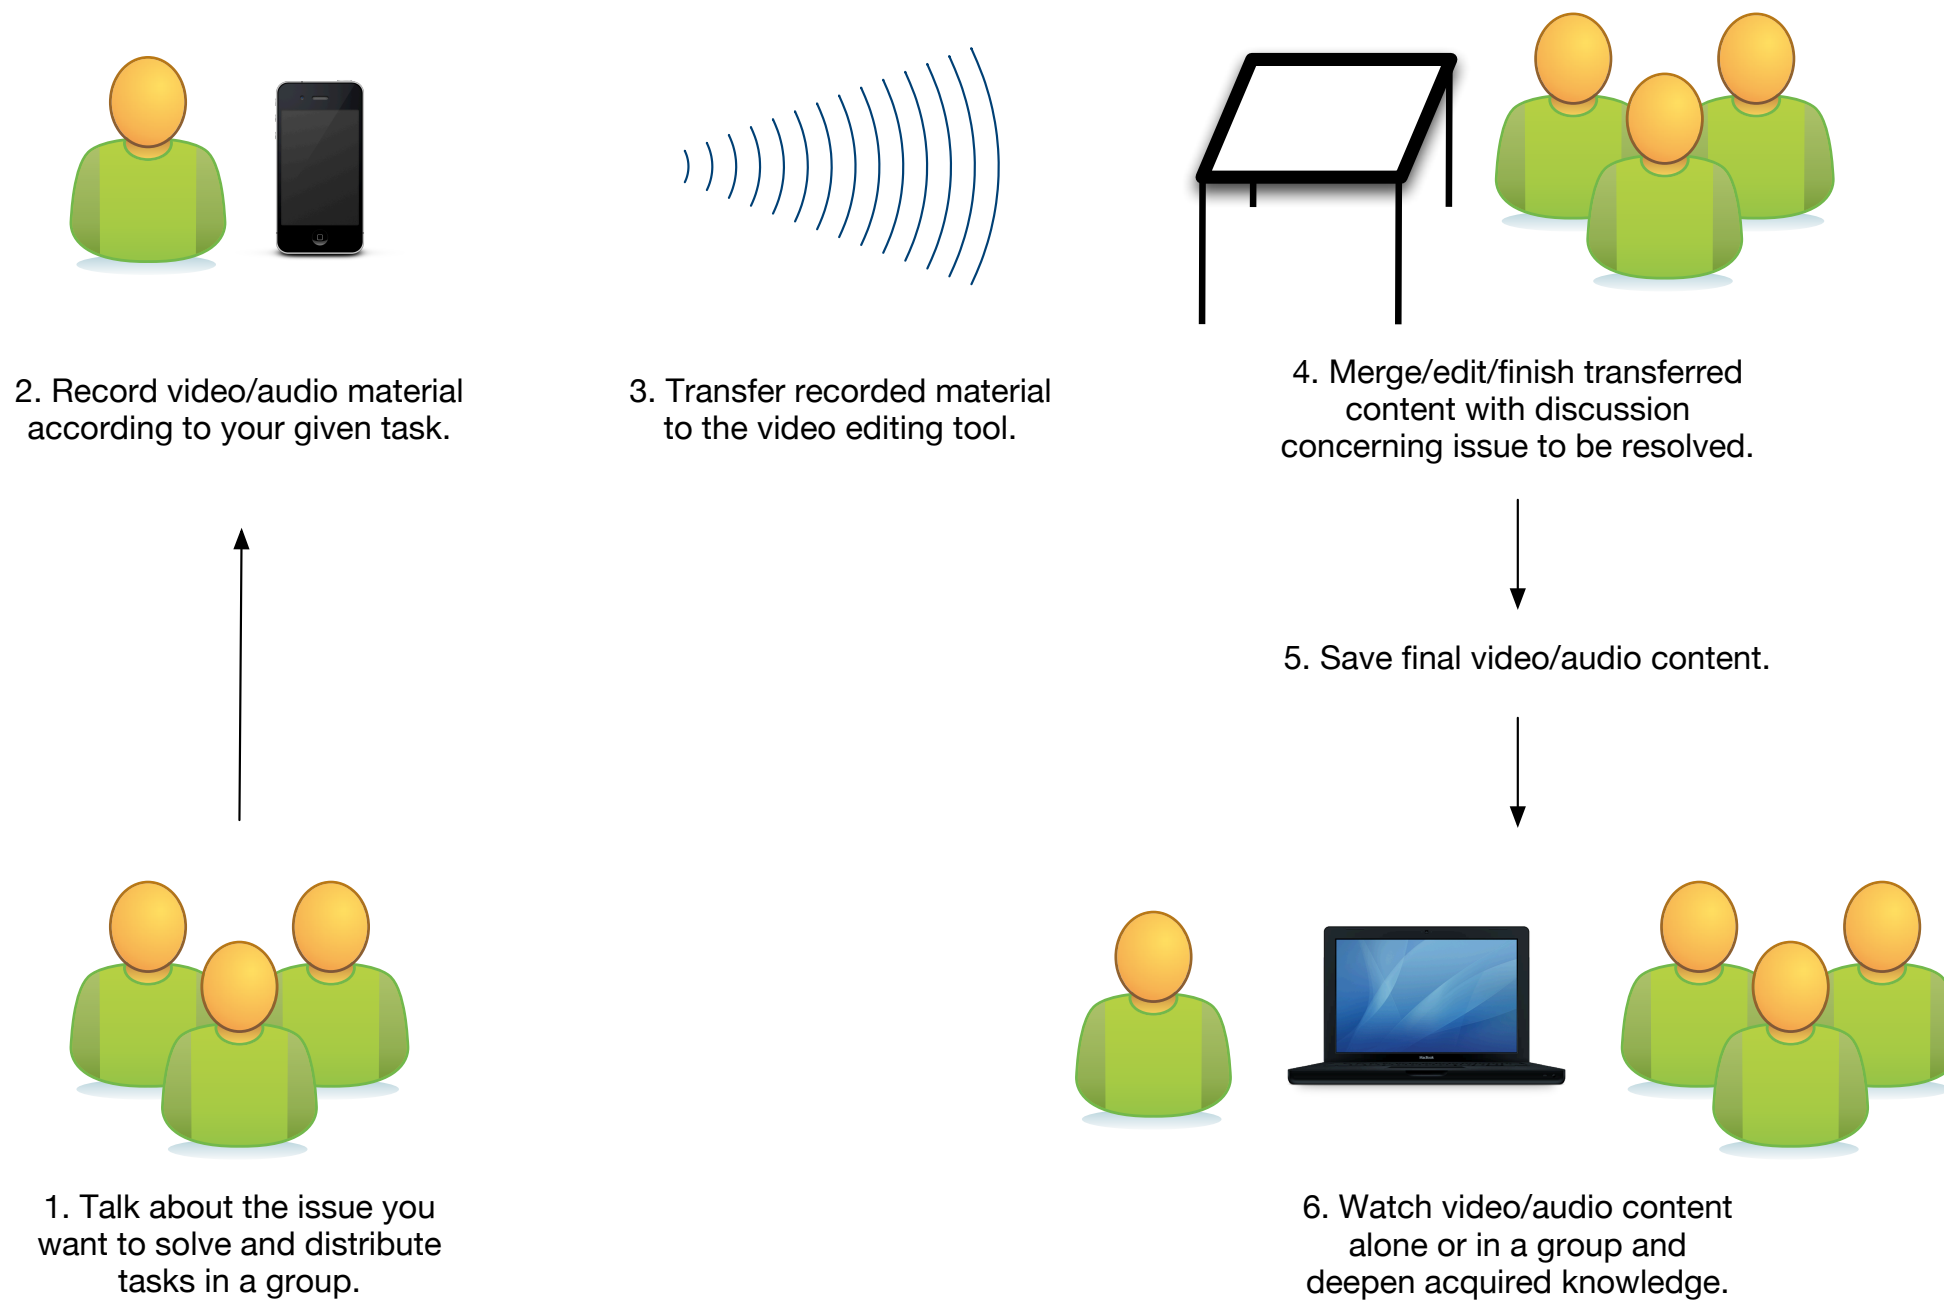 2. Record video/audio material
according to your given task.
3. Transfer recorded material
to the video editing tool.
4. Merge/edit/finish transferred
content with discussion
concerning issue to be resolved.
5. Save final video/audio content.
1. Talk about the issue you
want to solve and distribute
tasks in a group.
MacBook
6. Watch video/audio content
alone or in a group and
deepen acquired knowledge.